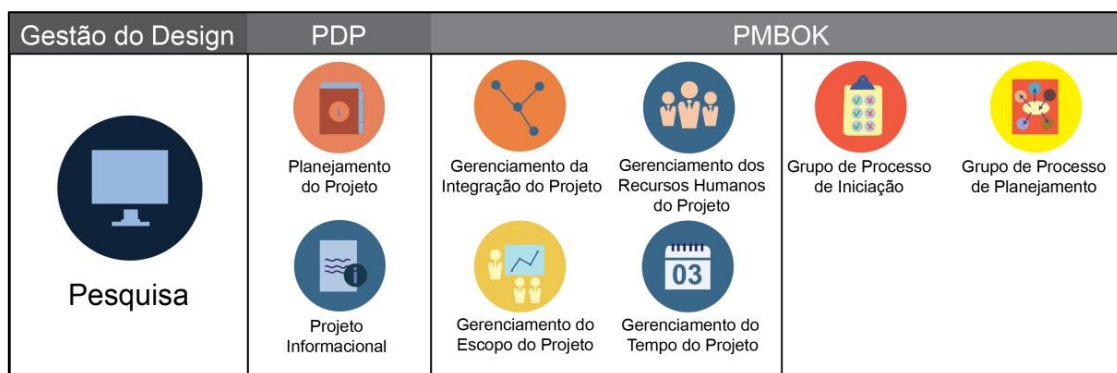 Gestão do Design
PDP
PMBOK
Pesquisa
Planejamento
do Projeto
Projeto
Informacional
Gerenciamento da
Integração do Projeto
Gerenciamento dos
Recursos Humanos
do Projeto
Gerenciamento do
Escopo do Projeto
03
Gerenciamento do
Tempo do Projeto
Grupo de Processo
de Iniciação
Grupo de Processo
de Planejamento